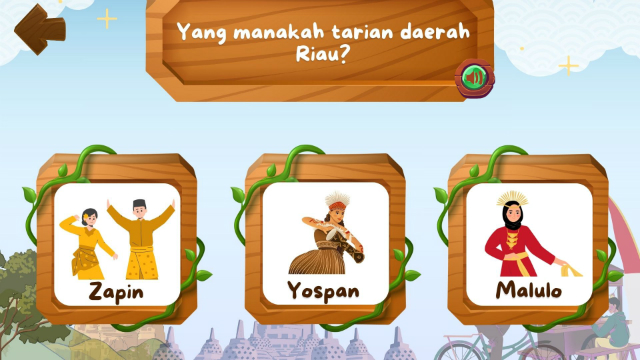 Yang manakah tarian daerah
Riau?
Zapin
Yospan
Malulo